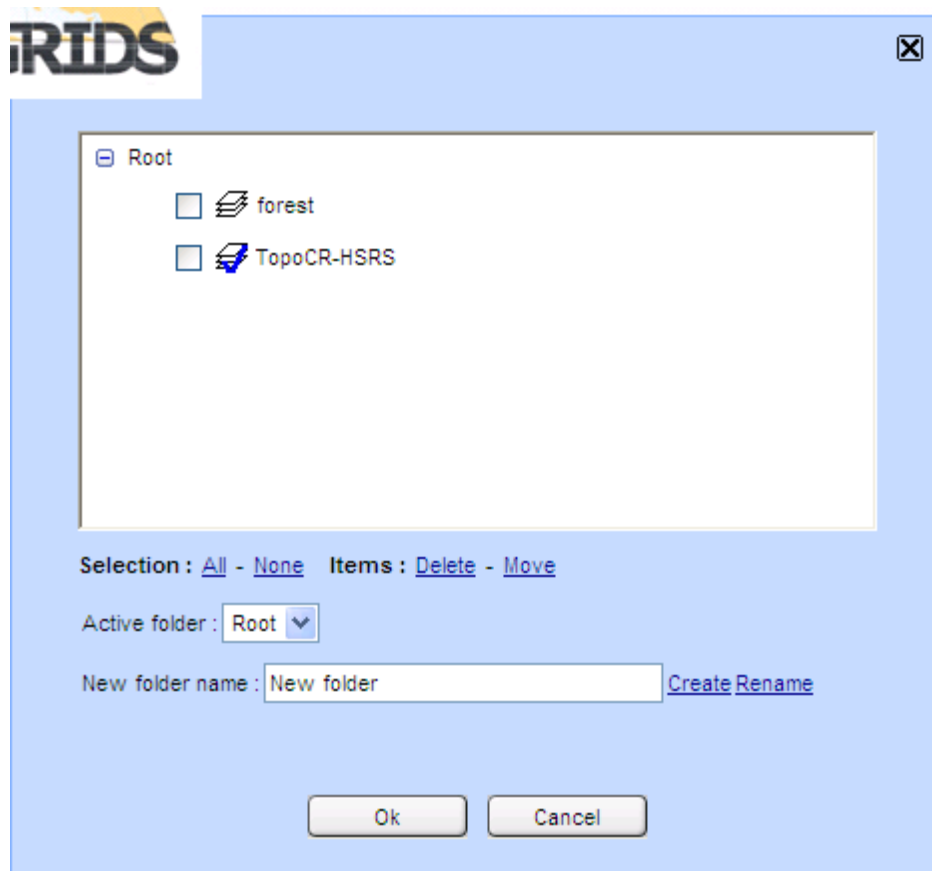 RIDS
Root
forest
TopoCR-HSRS
Selection : All - None Items : Delete - Move
Active folder : Root
New folder name : New folder Create Rename
Ok Cancel